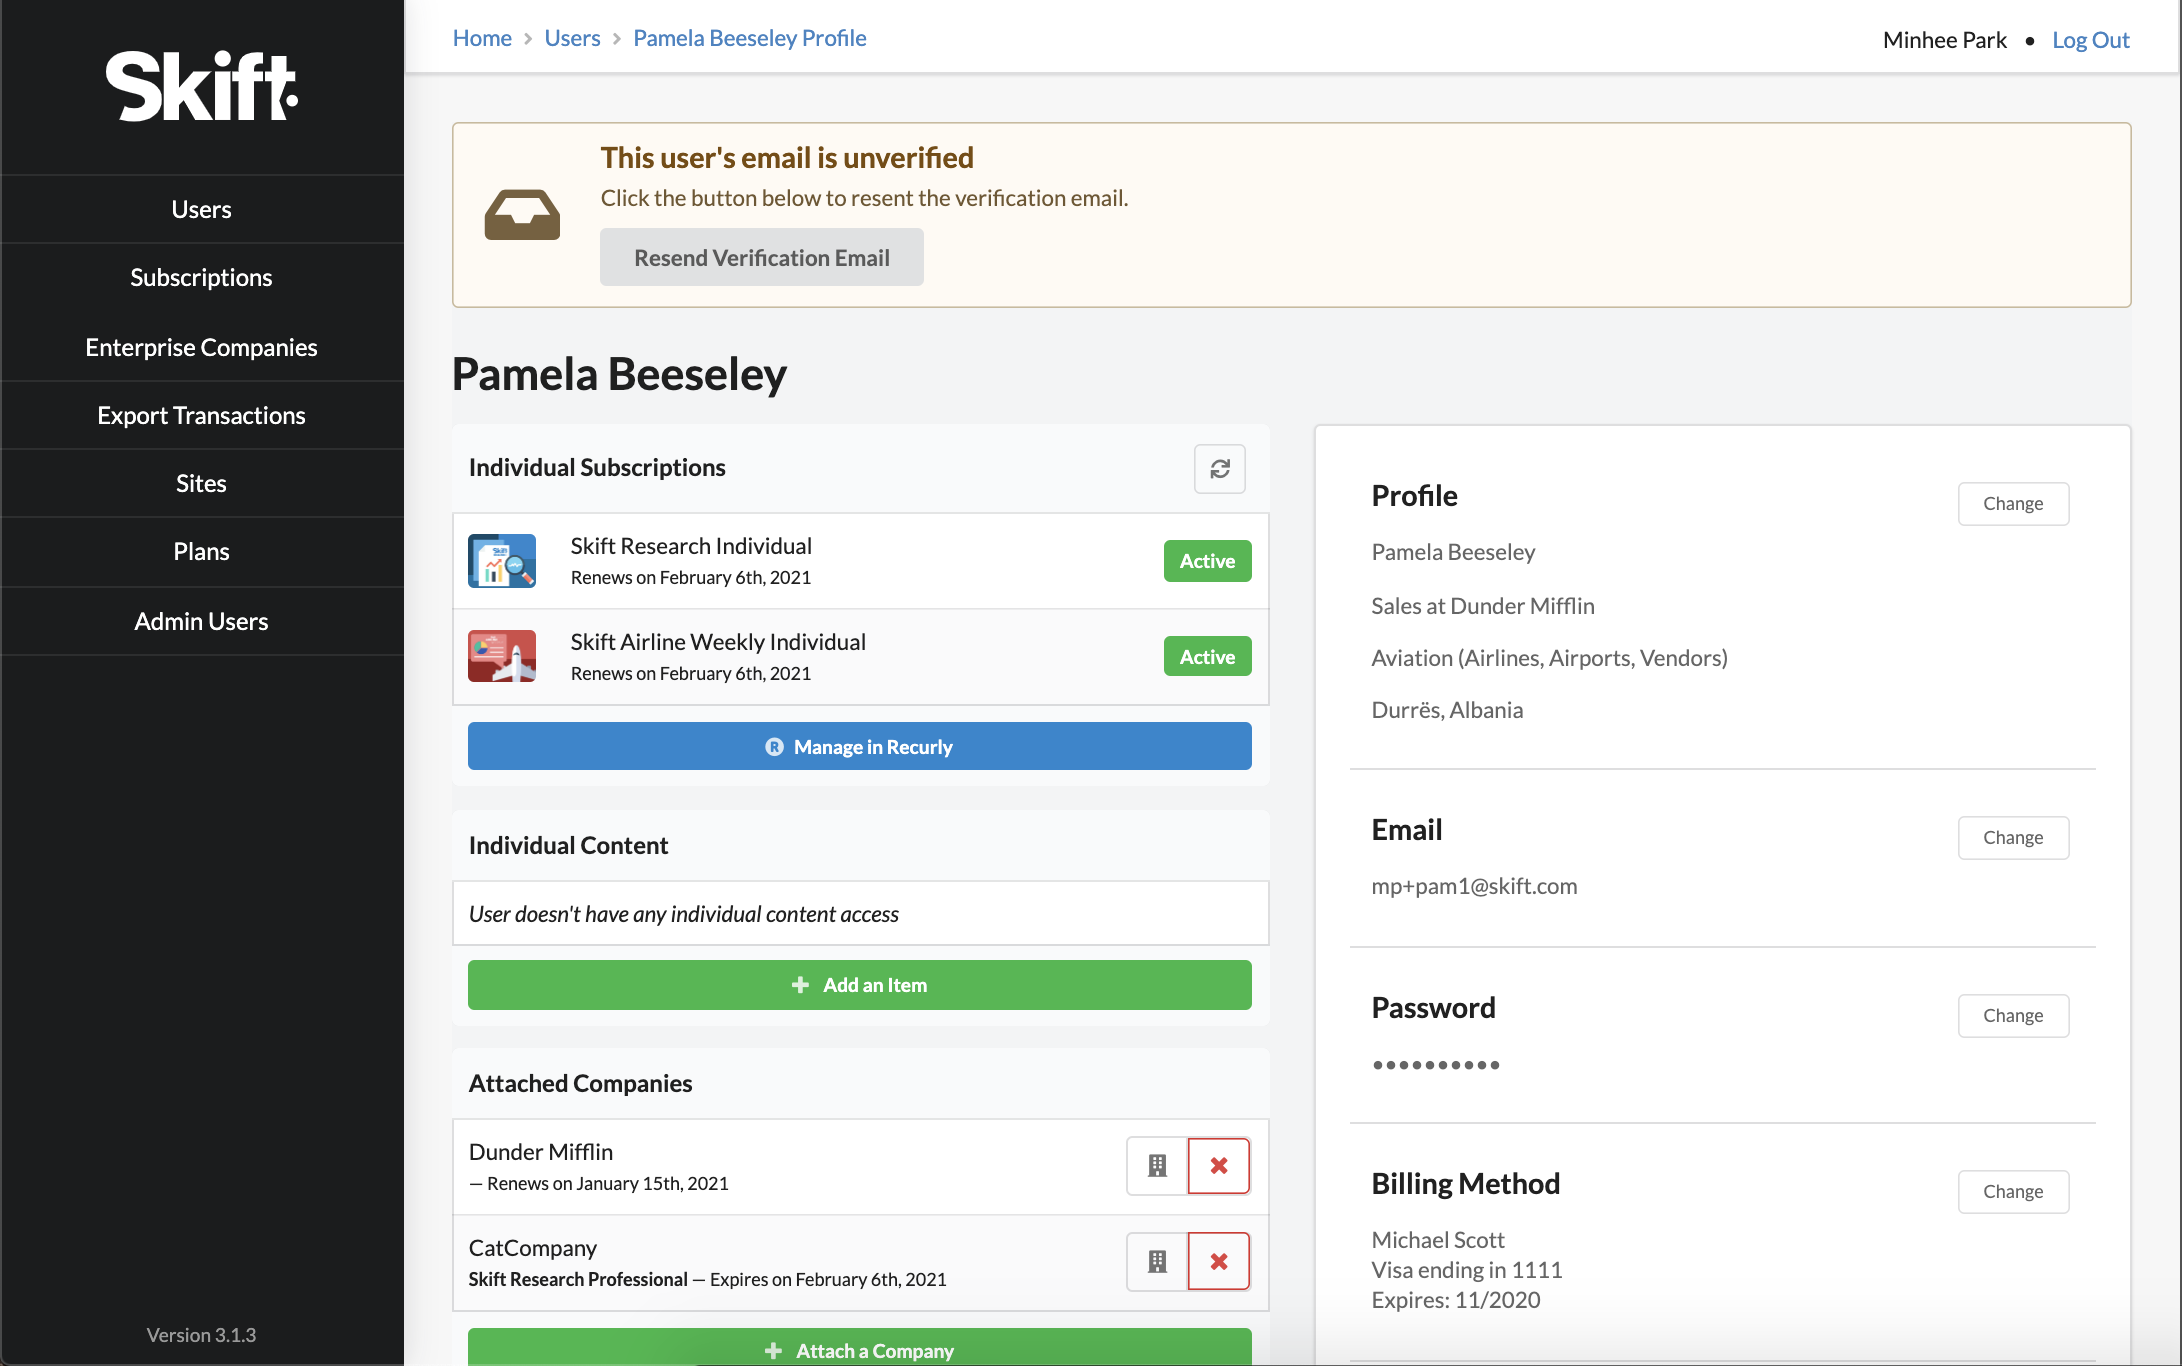 Skift
Users
Subscriptions
Enterprise Companies
Export Transactions
Sites
Plans
Admin Users
Version 3.1.3
Home > Users > Pamela Beeseley Profile
Minhee Park • Log Out
This user's email is unverified
Click the button below to resent the verification email.
Resend Verification Email
Pamela Beeseley
Individual Subscriptions
Skift Research Individual
Renews on February 6th, 2021
Active
Skift Airline Weekly Individual
Renews on February 6th, 2021
Active
R Manage in Recurly
Individual Content
User doesn't have any individual content access
+ Add an Item
Attached Companies
Dunder Mifflin
— Renews on January 15th, 2021
CatCompany
Skift Research Professional — Expires on February 6th, 2021
+ Attach a Company
Profile
Change
Pamela Beeseley
Sales at Dunder Mifflin
Aviation (Airlines, Airports, Vendors)
Durrës, Albania
Email
Change
mp+pam1@skift.com
Password
Change
••••••••••
Billing Method
Change
Michael Scott
Visa ending in 1111
Expires: 11/2020